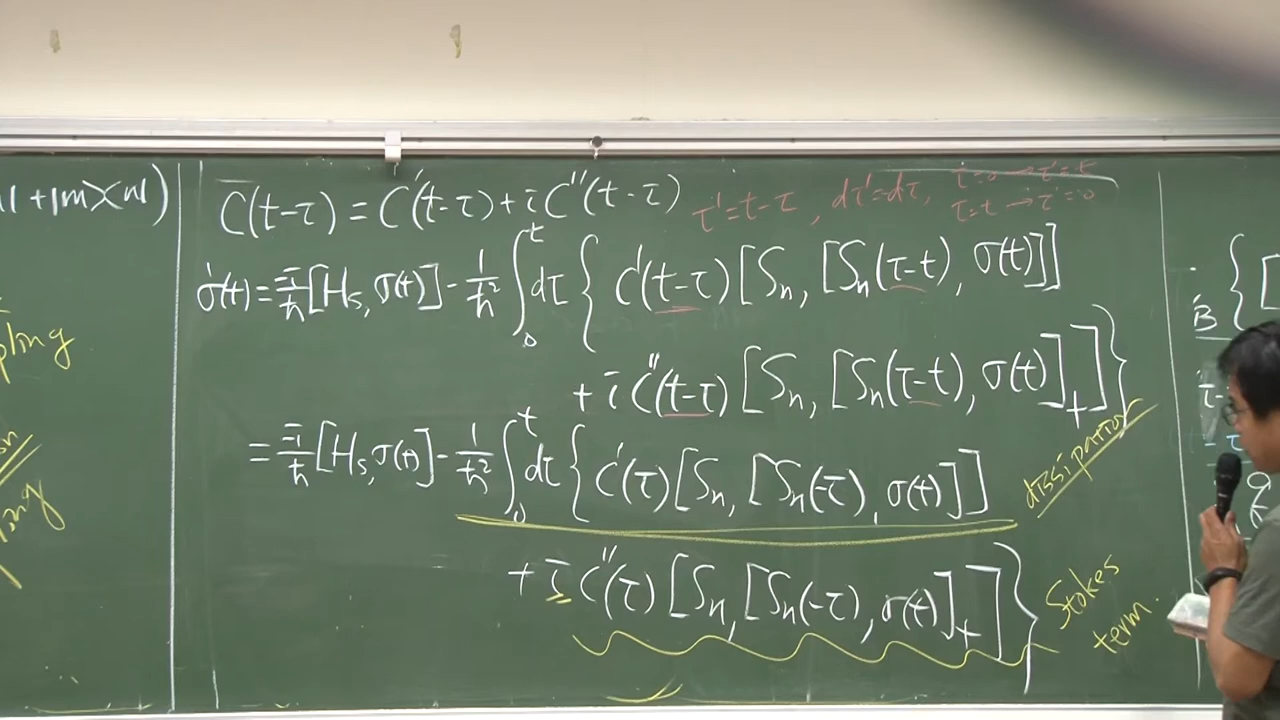 |+|m><n|)
C(t-τ) = C'(t-τ) + i C''(t-τ)
τ' = t-τ, dτ' = dτ, τ=0 → τ'=t
τ=t → τ'=0
σ̇(t) = -i/ħ [H_s, σ(t)] - 1/ħ² ∫₀ᵗ dτ { C'(t-τ) [S_n, [S_n(τ-t), σ(t)]]
+ i C''(t-τ) [S_n, [S_n(τ-t), σ(t)]₊] }
= -i/ħ [H_s, σ(t)] - 1/ħ² ∫₀ᵗ dτ { C'(τ) [S_n, [S_n(-τ), σ(t)]]
dissipation
+ i C''(τ) [S_n, [S_n(-τ), σ(t)]₊] }
Stokes
term.